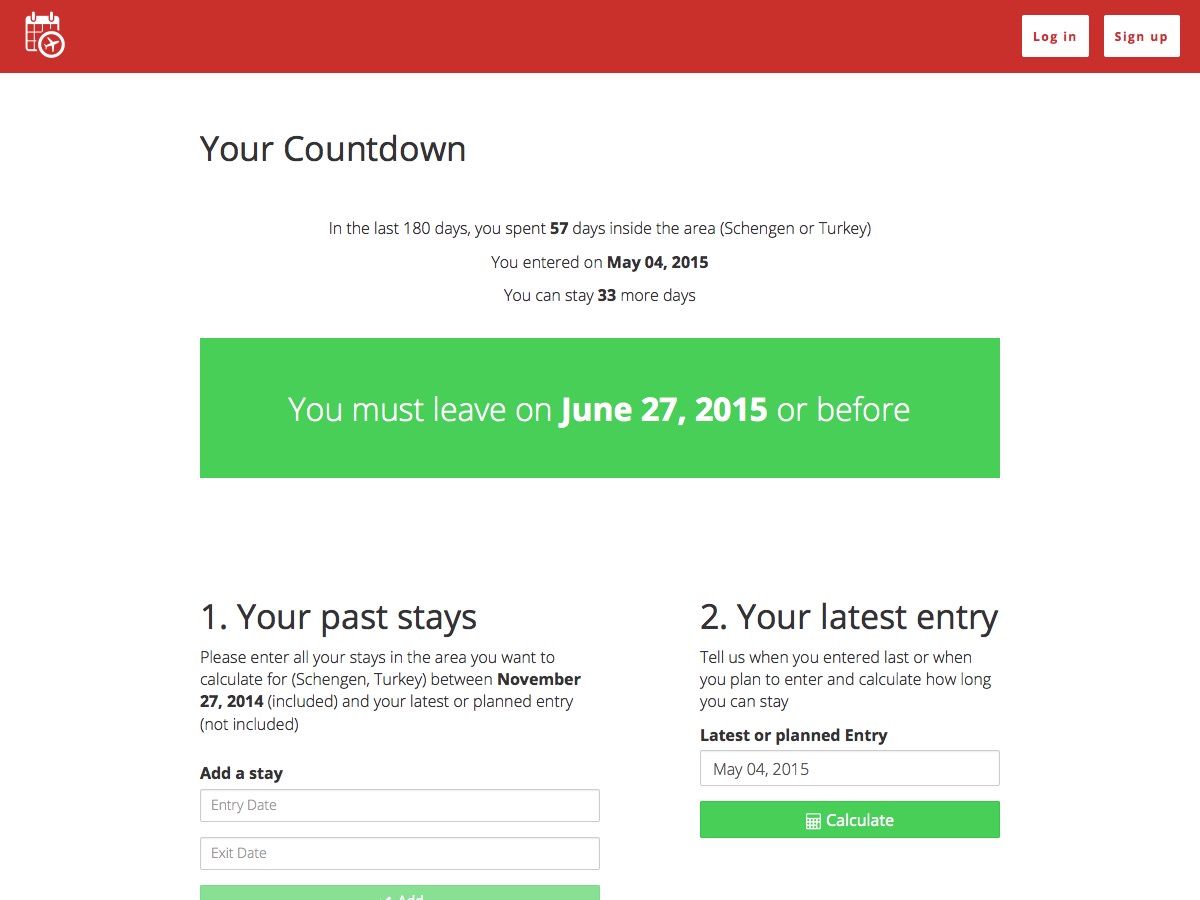 Log in
Sign up
Your Countdown
In the last 180 days, you spent 57 days inside the area (Schengen or Turkey)
You entered on May 04, 2015
You can stay 33 more days
You must leave on June 27, 2015 or before
1. Your past stays
Please enter all your stays in the area you want to
calculate for (Schengen, Turkey) between November
27, 2014 (included) and your latest or planned entry
(not included)
Add a stay
Entry Date
Exit Date
Add
2. Your latest entry
Tell us when you entered last or when
you plan to enter and calculate how long
you can stay
Latest or planned Entry
May 04, 2015
Calculate